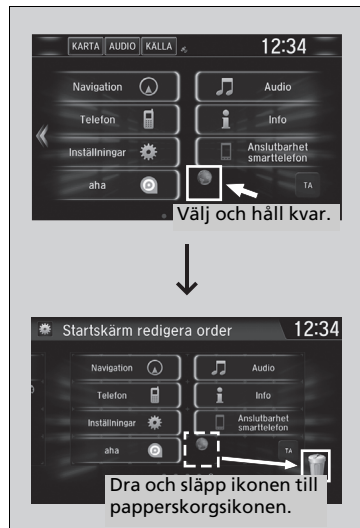 KARTA AUDIO KÄLLA 12:34
Navigation Audio
Telefon Info
Inställningar Anslutbarhet
smarttelefon
aha TA
Välj och håll kvar.
Startskärm redigera order 12:34
Navigation Audio
Telefon Info
Inställningar Anslutbarhet
smarttelefon
aha TA
Dra och släpp ikonen till
papperskorgsikonen.